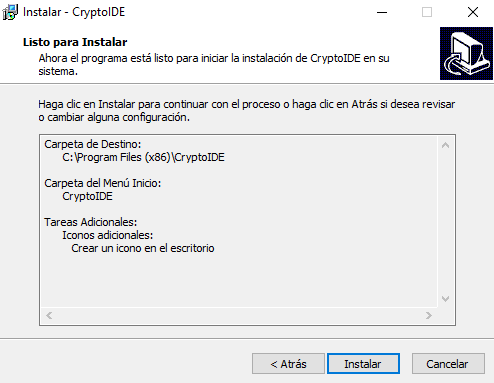 Instalar - CryptoIDE
Listo para Instalar
Ahora el programa está listo para iniciar la instalación de CryptoIDE en su
sistema.
Haga clic en Instalar para continuar con el proceso o haga clic en Atrás si desea revisar
o cambiar alguna configuración.
Carpeta de Destino:
C:\Program Files (x86)\CryptoIDE
Carpeta del Menú Inicio:
CryptoIDE
Tareas Adicionales:
Iconos adicionales:
Crear un icono en el escritorio
< Atrás
Instalar
Cancelar